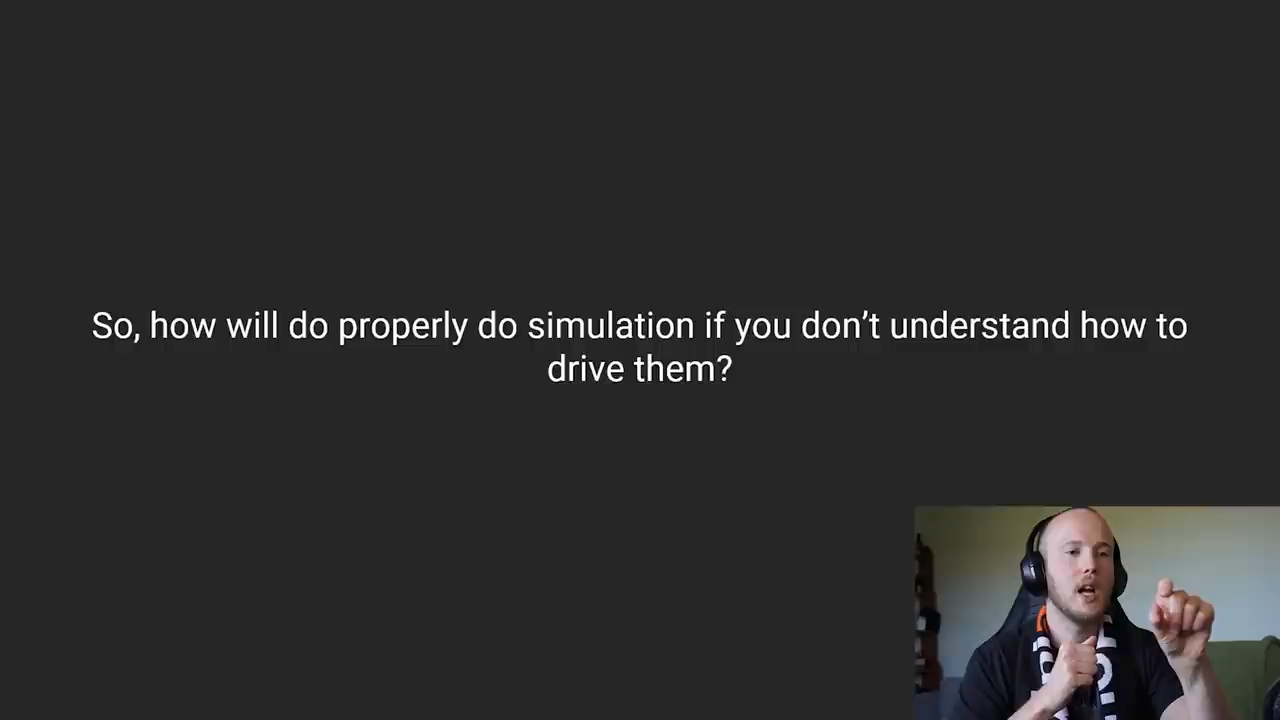 So, how will do properly do simulation if you don’t understand how to
drive them?